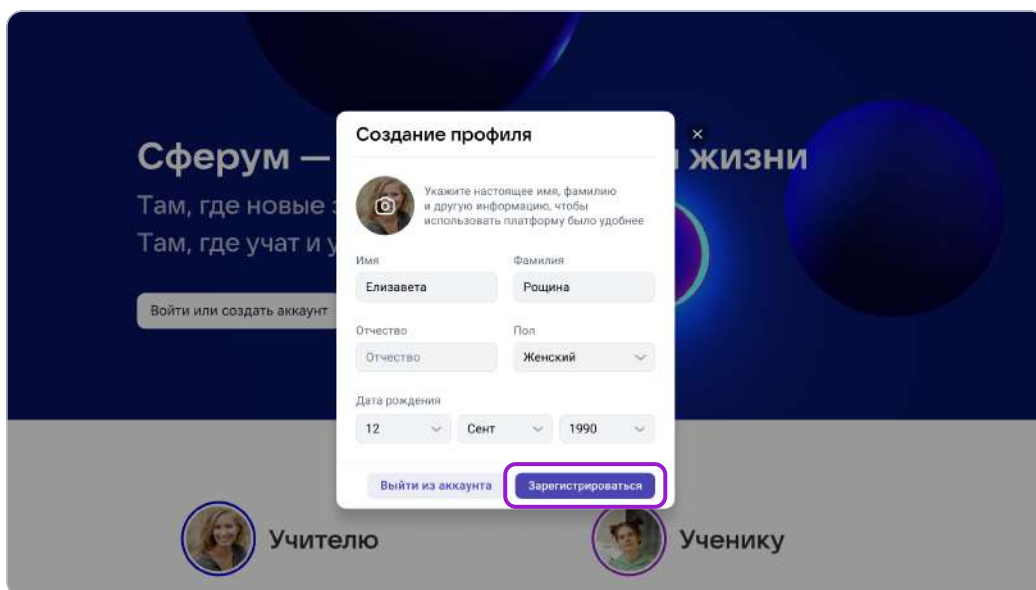 Создание профиля
Сферум —
жизни
Укажите настоящее имя, фамилию
и другую информацию, чтобы
использовать платформу было удобнее
Там, где новые
Там, где учат и у
Имя
Фамилия
Елизавета
Рощина
Войти или создать аккаунт
Отчество
Пол
Отчество
Женский
Дата рождения
12
Сент
1990
Выйти из аккаунта
Зарегистрироваться
Учителю
Ученику